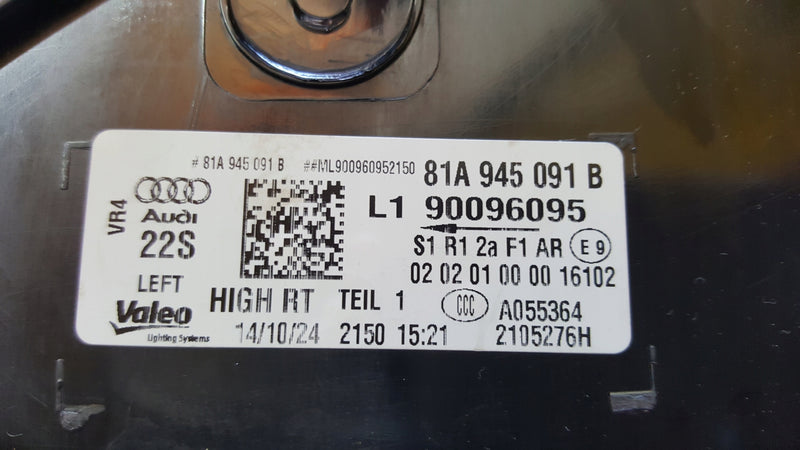 # 81A 945 091 B ##ML900960952150 81A 945 091 B
VR4
Audi
22S
LEFT
L1 90096095
S1 R1 2a F1 AR E 9
02 02 01 00 00 16102
Valeo
Lighting Systems
HIGH RT TEIL 1 CCC A055364
14/10/24 2150 15:21 2105276H